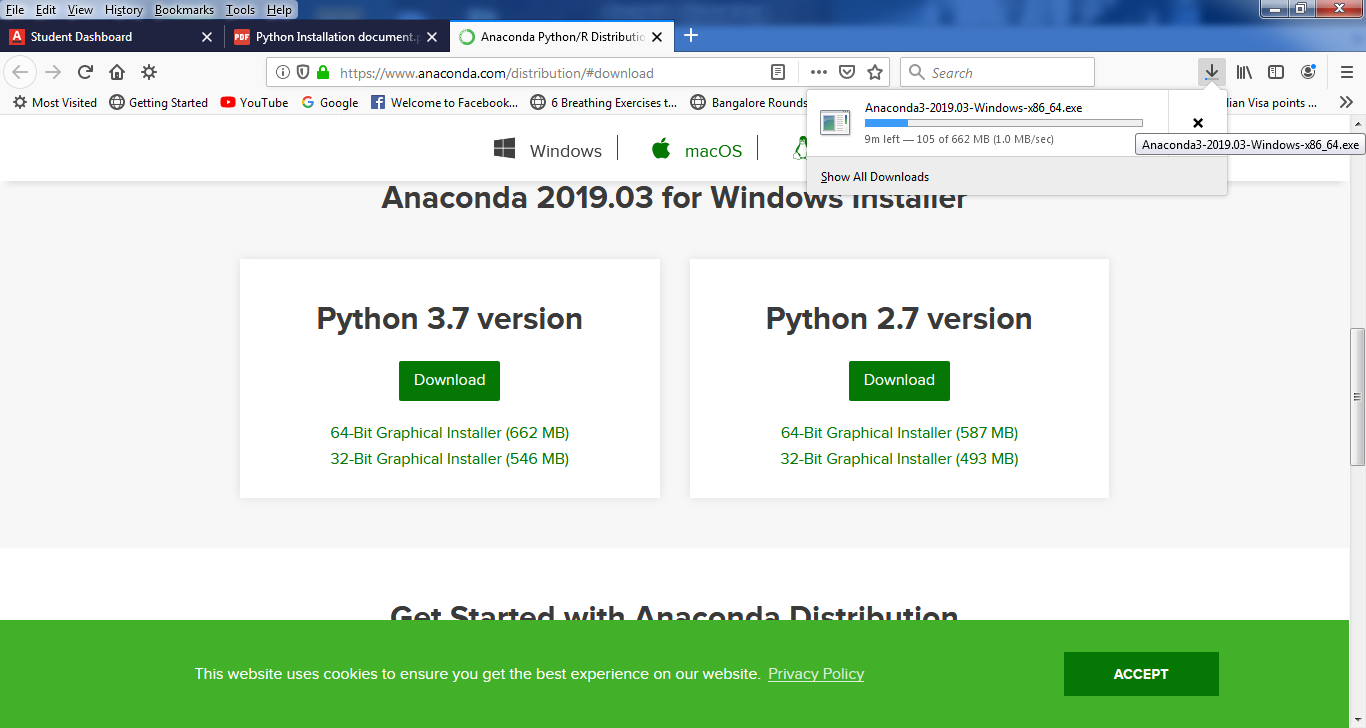 File Edit View History Bookmarks Tools Help
Student Dashboard
Python Installation document.
Anaconda Python/R Distributio
https://www.anaconda.com/distribution/#download
Search
Most Visited
Getting Started
YouTube
Google
Welcome to Facebook...
6 Breathing Exercises t...
Bangalore Rounds
Visa points ...
Anaconda3-2019.03-Windows-x86_64.exe
9m left — 105 of 662 MB (1.0 MB/sec)
Anaconda3-2019.03-Windows-x86_64.exe
Show All Downloads
Windows
macOS
Anaconda 2019.03 for Windows Installer
Python 3.7 version
Download
64-Bit Graphical Installer (662 MB)
32-Bit Graphical Installer (546 MB)
Python 2.7 version
Download
64-Bit Graphical Installer (587 MB)
32-Bit Graphical Installer (493 MB)
Get Started with Anaconda Distribution
This website uses cookies to ensure you get the best experience on our website. Privacy Policy
ACCEPT